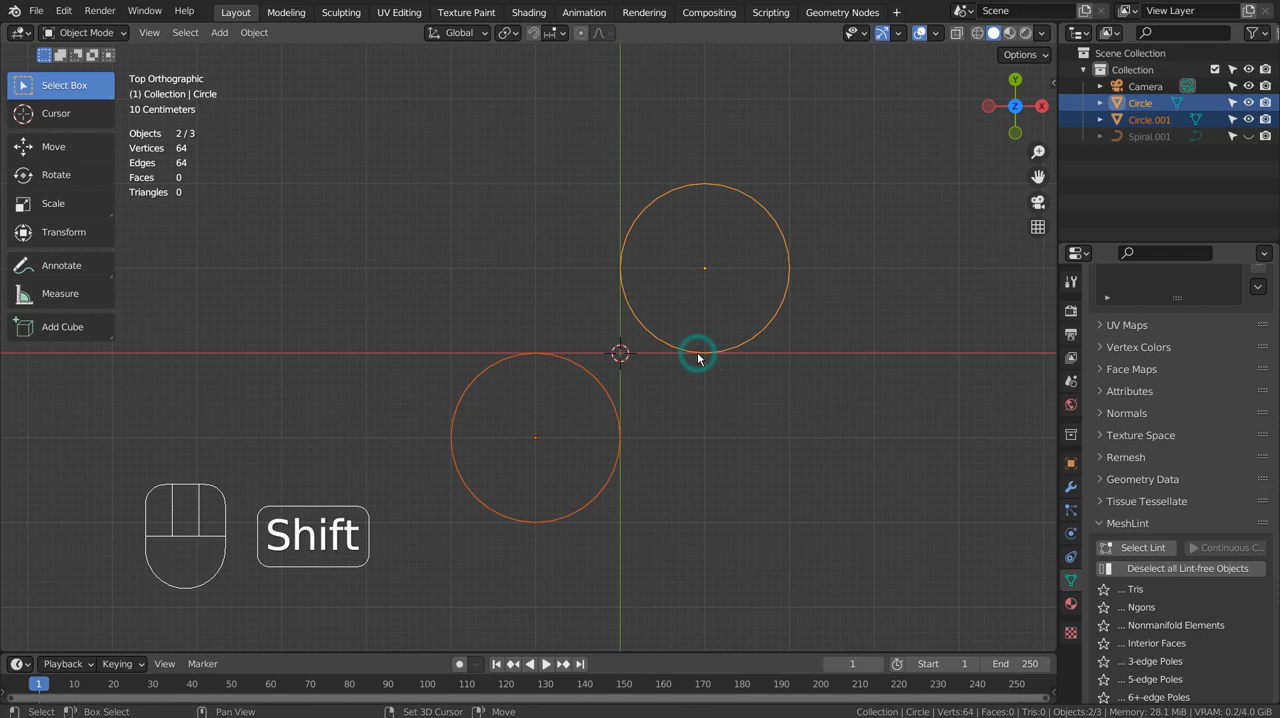 File Edit Render Window Help Layout Modeling Sculpting UV Editing Texture Paint Shading Animation Rendering Compositing Scripting Geometry Nodes + Scene View Layer
Object Mode View Select Add Object Global
Options
Select Box
Cursor
Move
Rotate
Scale
Transform
Annotate
Measure
Add Cube
Top Orthographic
(1) Collection | Circle
10 Centimeters
Objects 2 / 3
Vertices 64
Edges 64
Faces 0
Triangles 0
Y
Z
X
Shift
Scene Collection
Collection
Camera
Circle
Circle.001
Spiral.001
UV Maps
Vertex Colors
Face Maps
Attributes
Normals
Texture Space
Remesh
Geometry Data
Tissue Tessellate
MeshLint
Select Lint Continuous C...
Deselect all Lint-free Objects
... Tris
... Ngons
... Nonmanifold Elements
... Interior Faces
... 3-edge Poles
... 5-edge Poles
... 6+-edge Poles
Playback Keying View Marker 1 Start 1 End 250
1 10 20 30 40 50 60 70 80 90 100 110 120 130 140 150 160 170 180 190 200 210 220 230 240 250
Select Box Select Pan View Set 3D Cursor Move Collection | Circle | Verts:64 | Faces:0 | Tris:0 | Objects:2/3 | Memory: 28.1 MiB | VRAM: 0.2/4.0 GiB